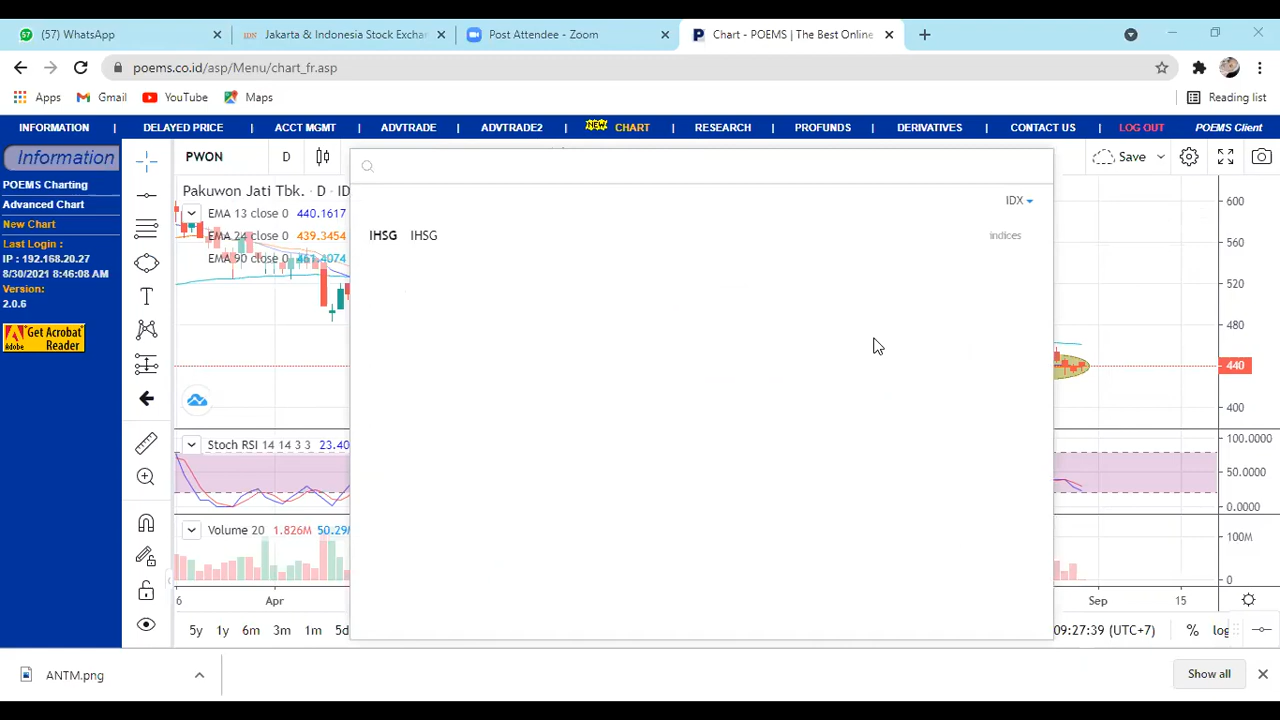 (57) WhatsApp
Jakarta & Indonesia Stock Exchan
Post Attendee - Zoom
Chart - POEMS | The Best Online
poems.co.id/asp/Menu/chart_fr.asp
Apps
Gmail
YouTube
Maps
Reading list
INFORMATION | DELAYED PRICE | ACCT MGMT | ADVTRADE | ADVTRADE2 | NEW CHART | RESEARCH | PROFUNDS | DERIVATIVES | CONTACT US | LOG OUT POEMS Client
Information
POEMS Charting
Advanced Chart
New Chart
Last Login :
IP : 192.168.20.27
8/30/2021 8:46:08 AM
Version:
2.0.6
Get Acrobat
Reader
Adobe
PWON D
Save
Pakuwon Jati Tbk. · D · ID
EMA 13 close 0 440.1617
EMA 24 close 0 439.3454
EMA 90 close 0 461.4074
IDX
IHSG IHSG indices
600
560
520
480
440
400
Stoch RSI 14 14 3 3 23.40
100.0000
50.0000
0.0000
Volume 20 1.826M 50.29M
100M
0
6 Apr Sep 15
5y 1y 6m 3m 1m 5d
09:27:39 (UTC+7) % log
ANTM.png
Show all